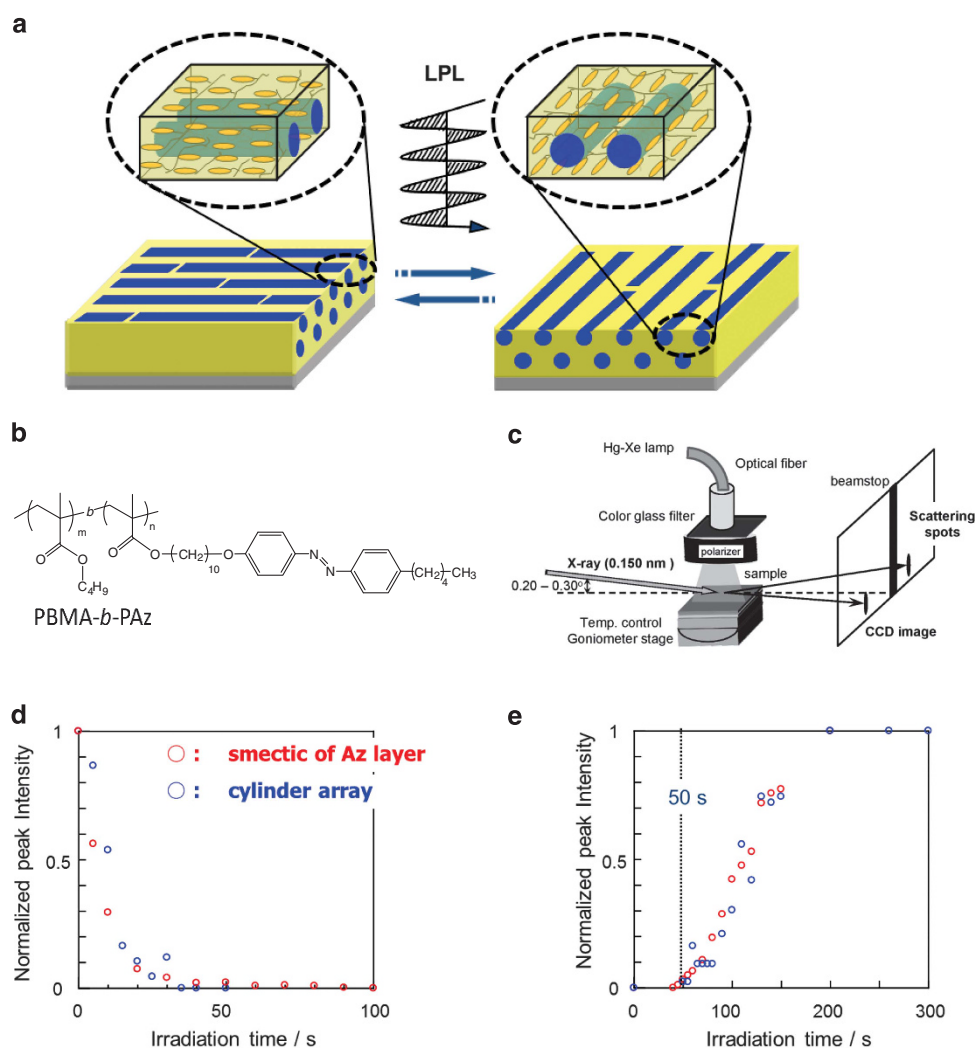 a
LPL
b
b
m
n
O
O
O
O
(CH2)
10
O
N
N
(CH2)
4
CH3
C4H9
PBMA-b-PAz
c
Hg-Xe lamp
Optical fiber
beamstop
Color glass filter
Scattering
spots
polarizer
X-ray (0.150 nm )
sample
0.20 – 0.30°
Temp. control
Goniometer stage
CCD image
d
Normalized peak Intensity
1
0.5
0
0
50
100
Irradiation time / s
: smectic of Az layer
: cylinder array
e
Normalized peak Intensity
1
0.5
0
50 s
0
100
200
300
Irradiation time / s